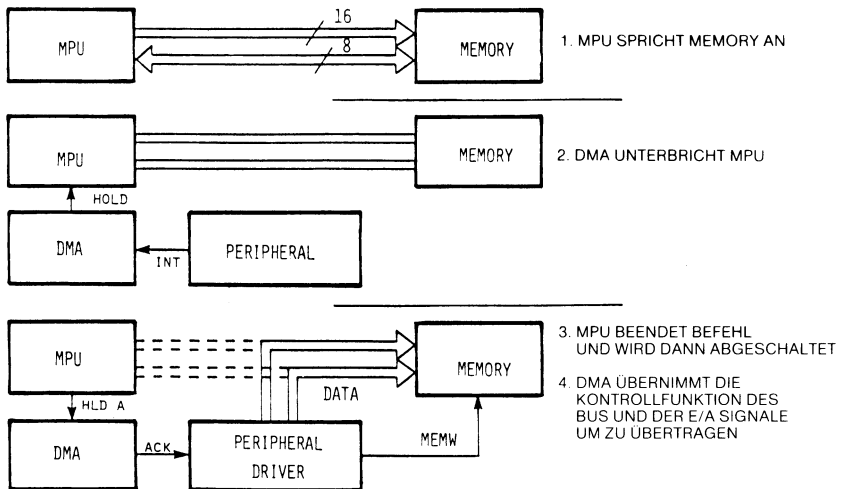 16
MPU
8
MEMORY
1. MPU SPRICHT MEMORY AN
MPU
MEMORY
2. DMA UNTERBRICHT MPU
HOLD
DMA
INT
PERIPHERAL
MPU
MEMORY
3. MPU BEENDET BEFEHL
UND WIRD DANN ABGESCHALTET
DATA
HLD A
4. DMA ÜBERNIMMT DIE
KONTROLLFUNKTION DES
BUS UND DER E/A SIGNALE
UM ZU ÜBERTRAGEN
DMA
ACK
PERIPHERAL
DRIVER
MEMW